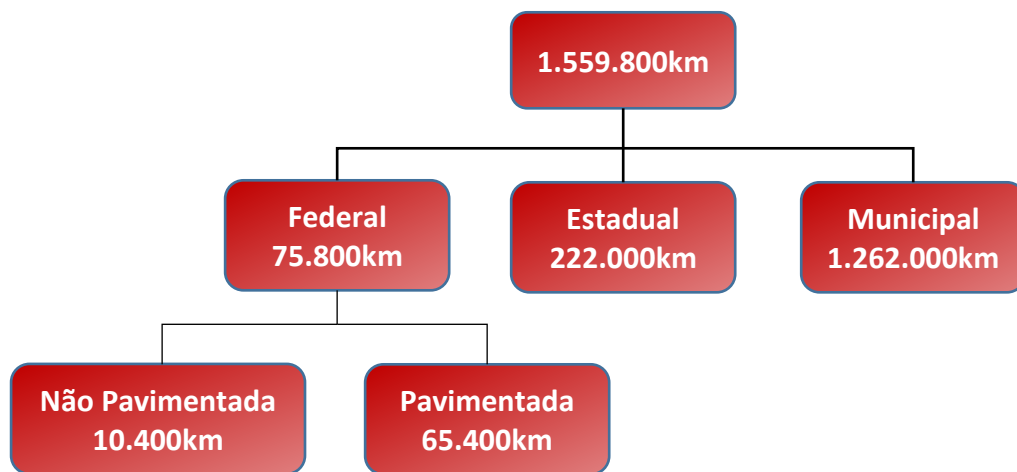 1.559.800km
Federal
75.800km
Estadual
222.000km
Municipal
1.262.000km
Não Pavimentada
10.400km
Pavimentada
65.400km